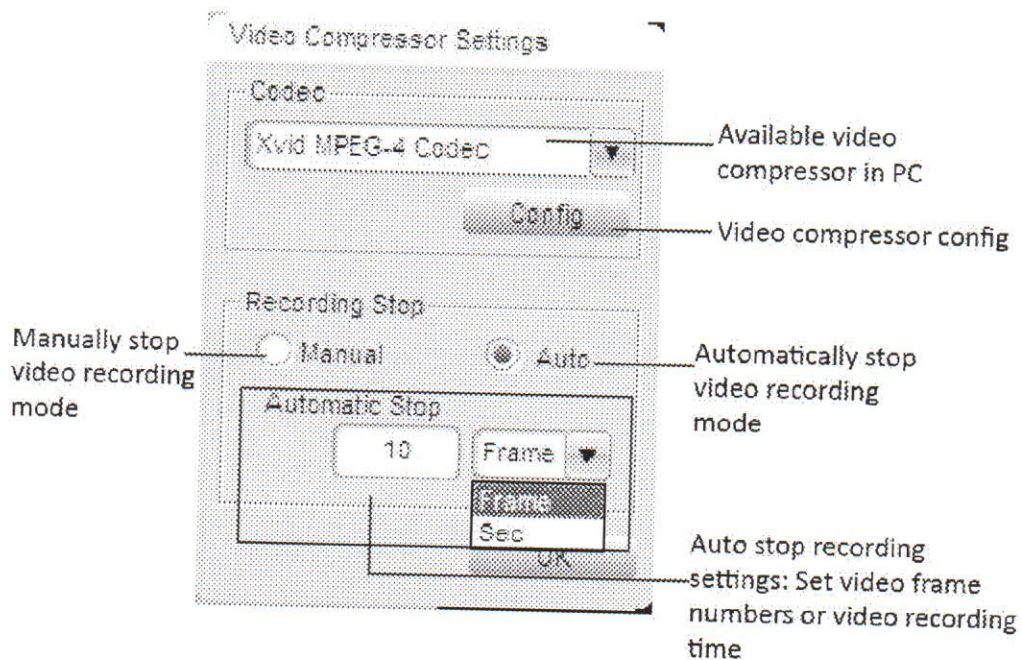 Video Compressor Settings
Codec
Xvid MPEG-4 Codec
Available video
compressor in PC
Config
Video compressor config
Recording Stop
Manually stop
video recording
mode
Manual
Auto
Automatically stop
video recording
mode
Automatic Stop
10
Frame
Frame
Sec
OK
Auto stop recording
settings: Set video frame
numbers or video recording
time